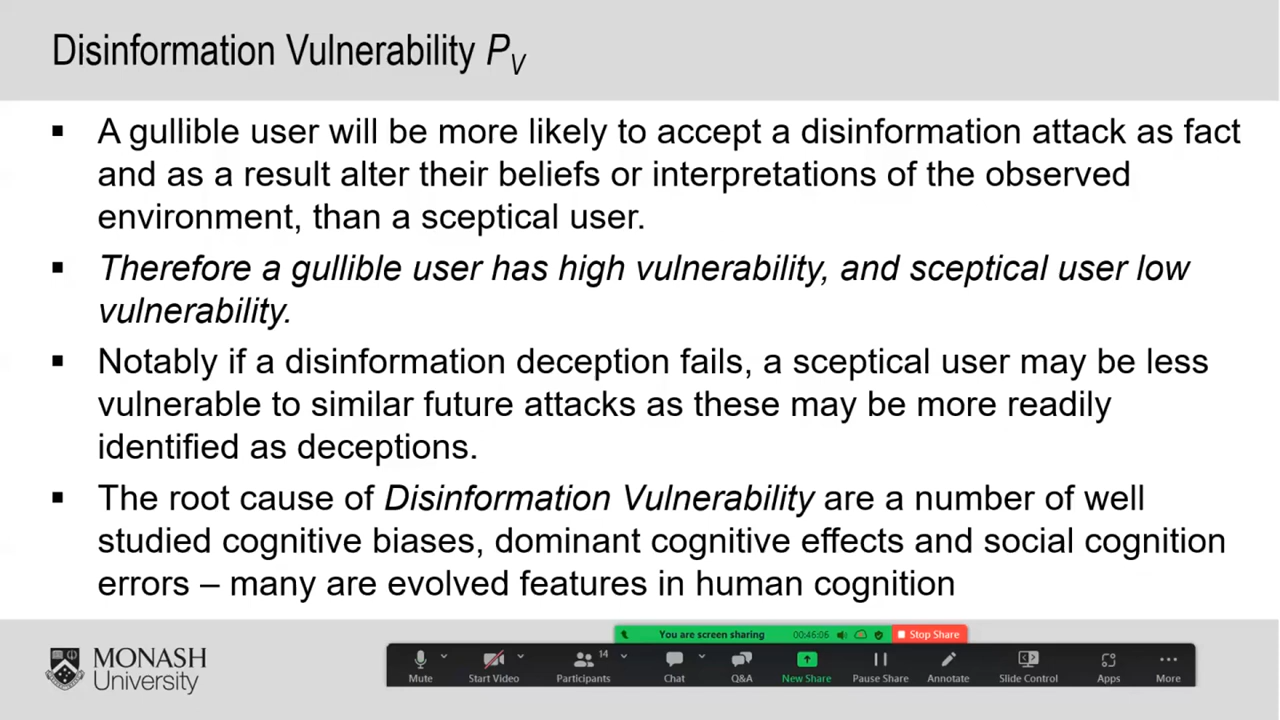 Disinformation Vulnerability PV
▪ A gullible user will be more likely to accept a disinformation attack as fact
and as a result alter their beliefs or interpretations of the observed
environment, than a sceptical user.
▪ Therefore a gullible user has high vulnerability, and sceptical user low
vulnerability.
▪ Notably if a disinformation deception fails, a sceptical user may be less
vulnerable to similar future attacks as these may be more readily
identified as deceptions.
▪ The root cause of Disinformation Vulnerability are a number of well
studied cognitive biases, dominant cognitive effects and social cognition
errors – many are evolved features in human cognition
MONASH
University
You are screen sharing 00:46:06 Stop Share
14
Mute Start Video Participants Chat Q&A New Share Pause Share Annotate Slide Control Apps More